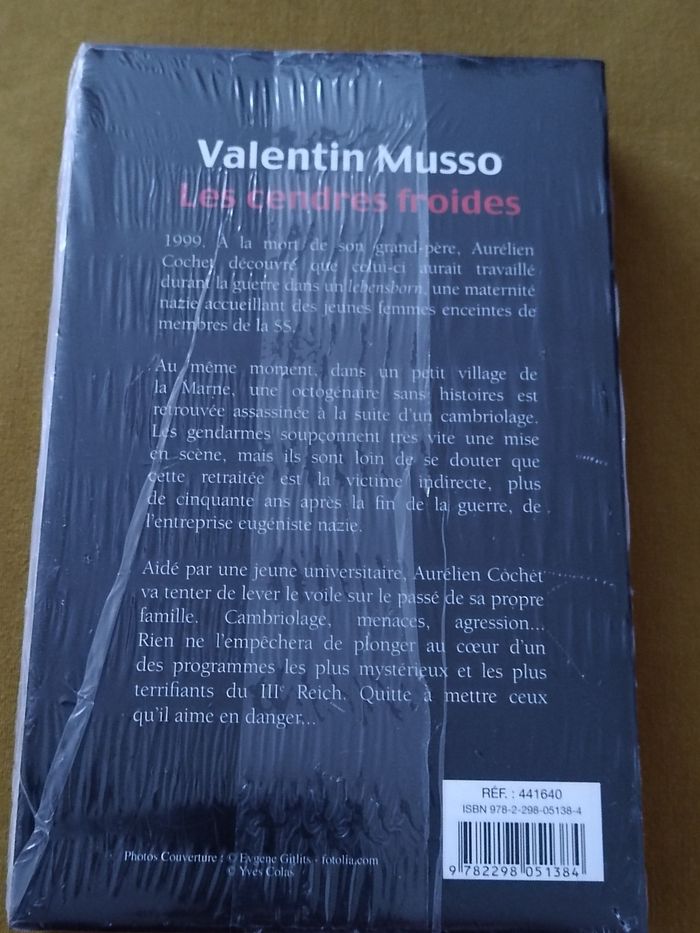 Valentin Musso
Les cendres froides
1999. À la mort de son grand-père, Aurélien
Cochet découvre que celui-ci aurait travaillé
durant la guerre dans un lebensborn, une maternité
nazie accueillant des jeunes femmes enceintes de
membres de la SS.
Au même moment, dans un petit village de
la Marne, une octogénaire sans histoires est
retrouvée assassinée à la suite d'un cambriolage.
Les gendarmes soupçonnent très vite une mise
en scène, mais ils sont loin de se douter que
cette retraitée est la victime indirecte, plus
de cinquante ans après la fin de la guerre, de
l'entreprise eugéniste nazie.
Aidé par une jeune universitaire, Aurélien Cochet
va tenter de lever le voile sur le passé de sa propre
famille. Cambriolage, menaces, agression...
Rien ne l'empêchera de plonger au cœur d'un
des programmes les plus mystérieux et les plus
terrifiants du IIIe Reich. Quitte à mettre ceux
qu'il aime en danger...
RÉF. : 441640
ISBN 978-2-298-05138-4
9 782298 051384
Photos Couverture : © Evgene Gitlits - fotolia.com
© Yves Colas